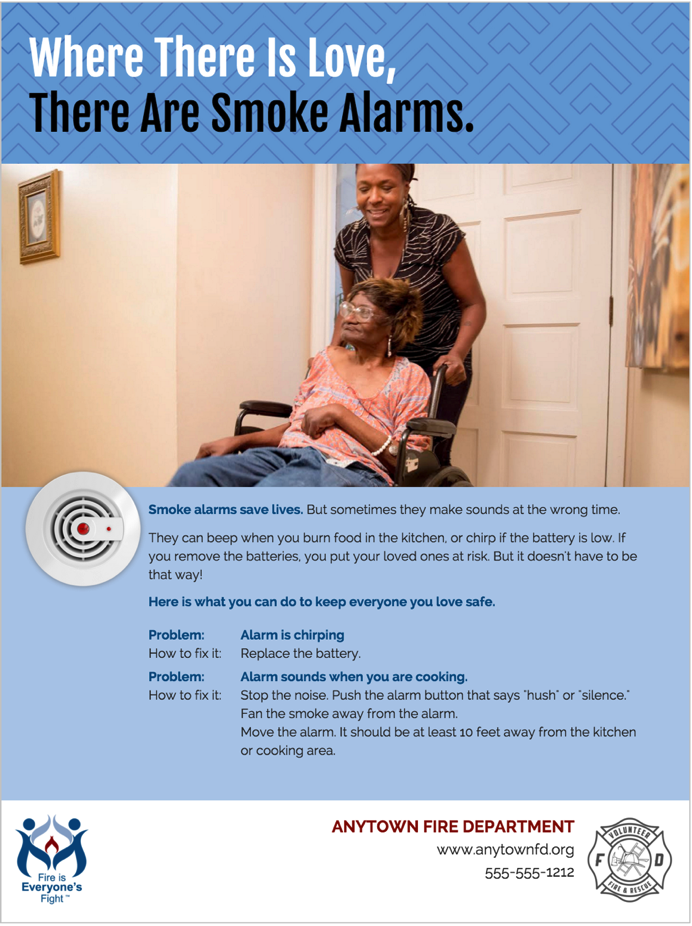 Where There Is Love,
There Are Smoke Alarms.
Smoke alarms save lives. But sometimes they make sounds at the wrong time.
They can beep when you burn food in the kitchen, or chirp if the battery is low. If
you remove the batteries, you put your loved ones at risk. But it doesn't have to be
that way!
Here is what you can do to keep everyone you love safe.
Problem: Alarm is chirping
How to fix it: Replace the battery.
Problem: Alarm sounds when you are cooking.
How to fix it: Stop the noise. Push the alarm button that says "hush" or "silence."
Fan the smoke away from the alarm.
Move the alarm. It should be at least 10 feet away from the kitchen
or cooking area.
Fire is
Everyone's
Fight™
ANYTOWN FIRE DEPARTMENT
www.anytownfd.org
555-555-1212
VOLUNTEER
F D
FIRE & RESCUE